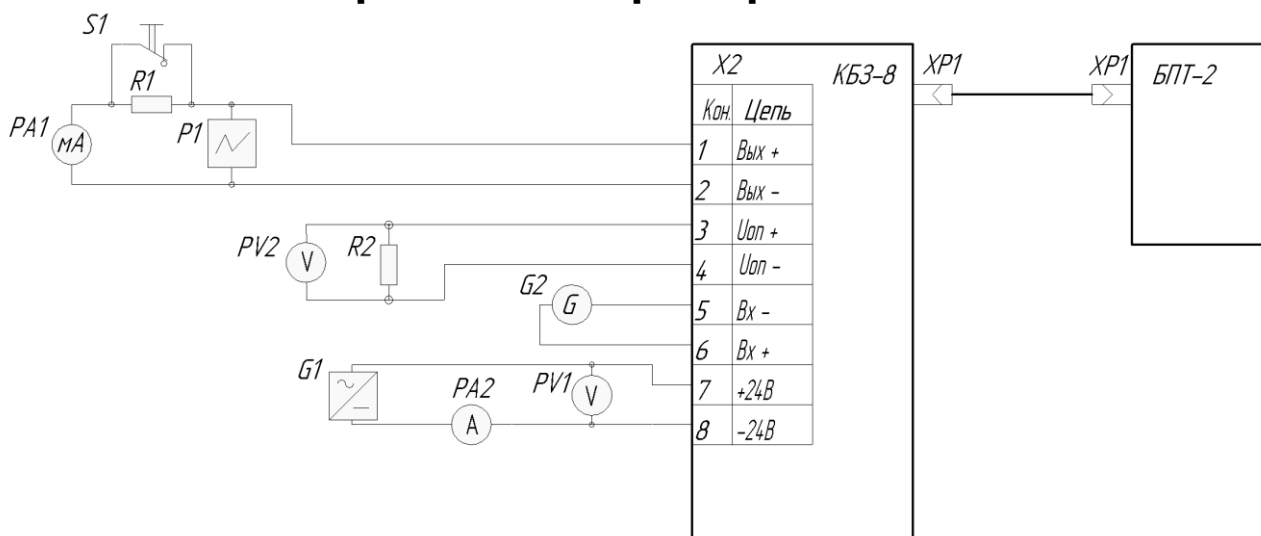 S1
X2
КБЗ-8
XP1
XP1
БПТ-2
R1
Кон.
Цепь
PA1
мА
P1
1
Вых +
2
Вых -
3
Uоп +
PV2
V
R2
4
Uоп -
G2
G
5
Вх -
6
Вх +
G1
PA2
PV1
V
7
+24В
A
8
-24В